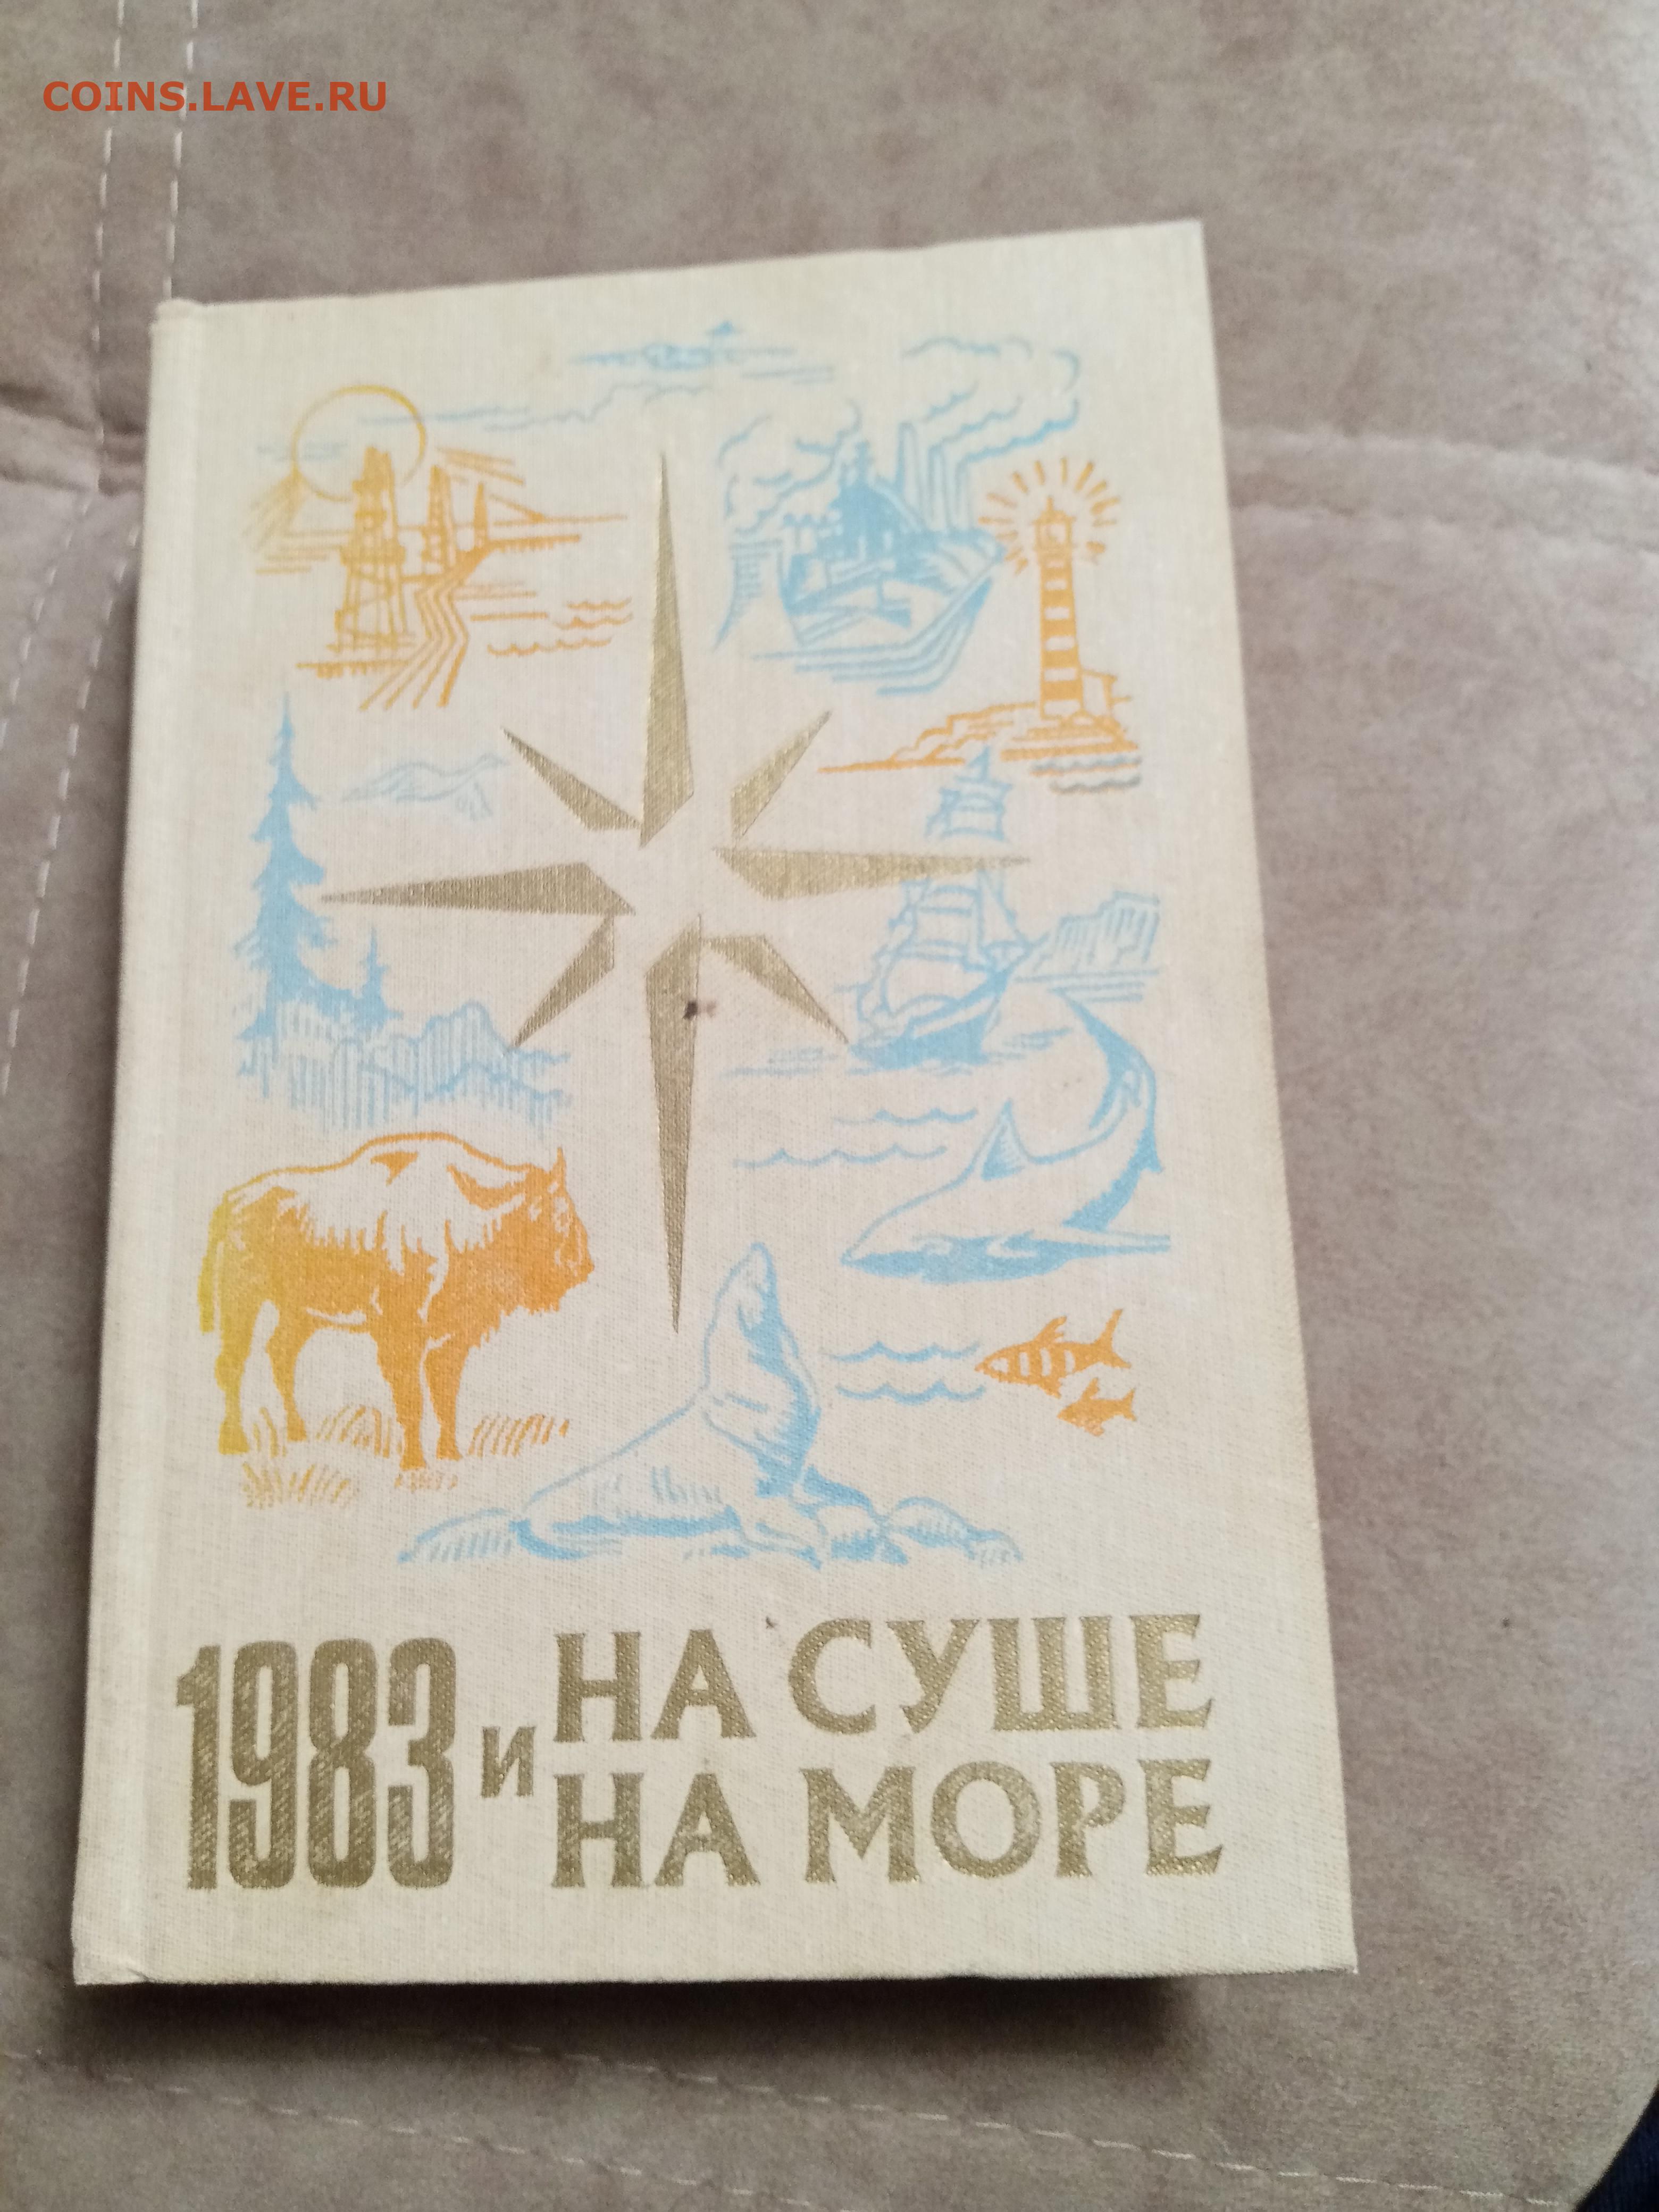 COINS.LAVE.RU
1983 и НА СУШЕ
НА МОРЕ